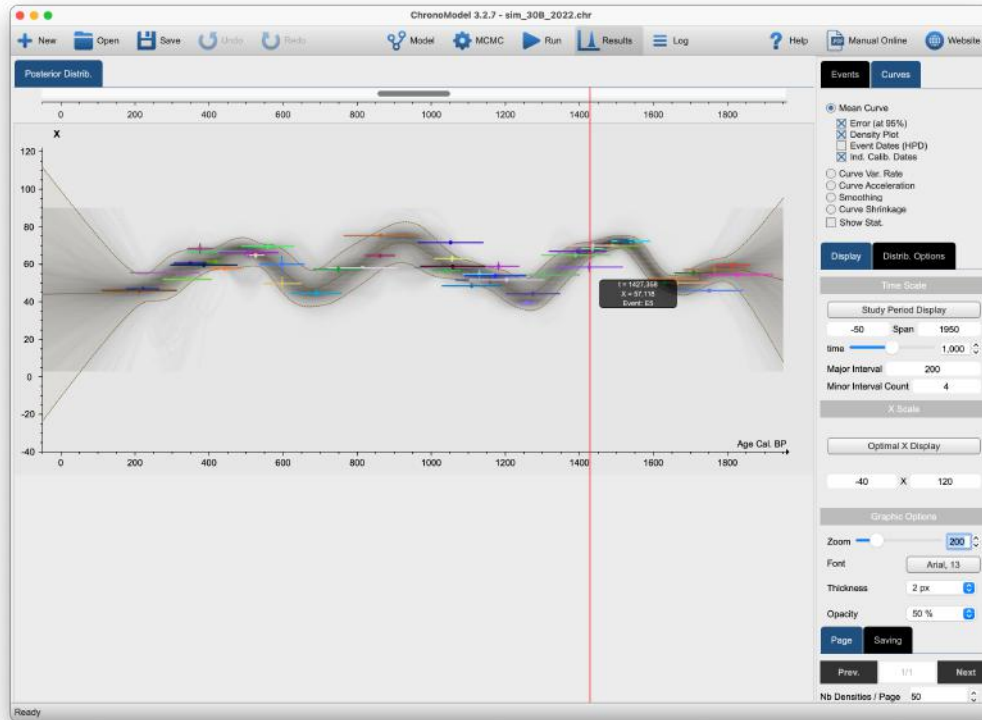 ChronoModel 3.2.7 - sim_30B_2022.chr
New Open Save Undo Redo Model MCMC Run Results Log Help Manual Online Website
Posterior Distrib.
Events Curves
0 200 400 600 800 1000 1200 1400 1600 1800
X
120
100
80
60
40
20
0
-20
-40
t = 1427,358
X = 57,118
Event: E5
Age Cal. BP
0 200 400 600 800 1000 1200 1400 1600 1800
Mean Curve
Error (at 95%)
Density Plot
Event Dates (HPD)
Ind. Calib. Dates
Curve Var. Rate
Curve Acceleration
Smoothing
Curve Shrinkage
Show Stat.
Display Distrib. Options
Time Scale
Study Period Display
-50 Span 1950
time 1,000
Major Interval 200
Minor Interval Count 4
X Scale
Optimal X Display
-40 X 120
Graphic Options
Zoom 200
Font Arial, 13
Thickness 2 px
Opacity 50 %
Page Saving
Prev. 1/1 Next
Nb Densities / Page 50
Ready